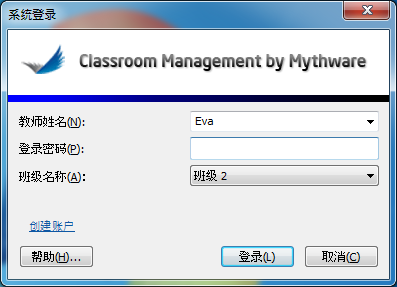 系统登录
Classroom Management by Mythware
教师姓名(N):
Eva
登录密码(P):
班级名称(A):
班级 2
创建账户
帮助(H)...
登录(L)
取消(C)